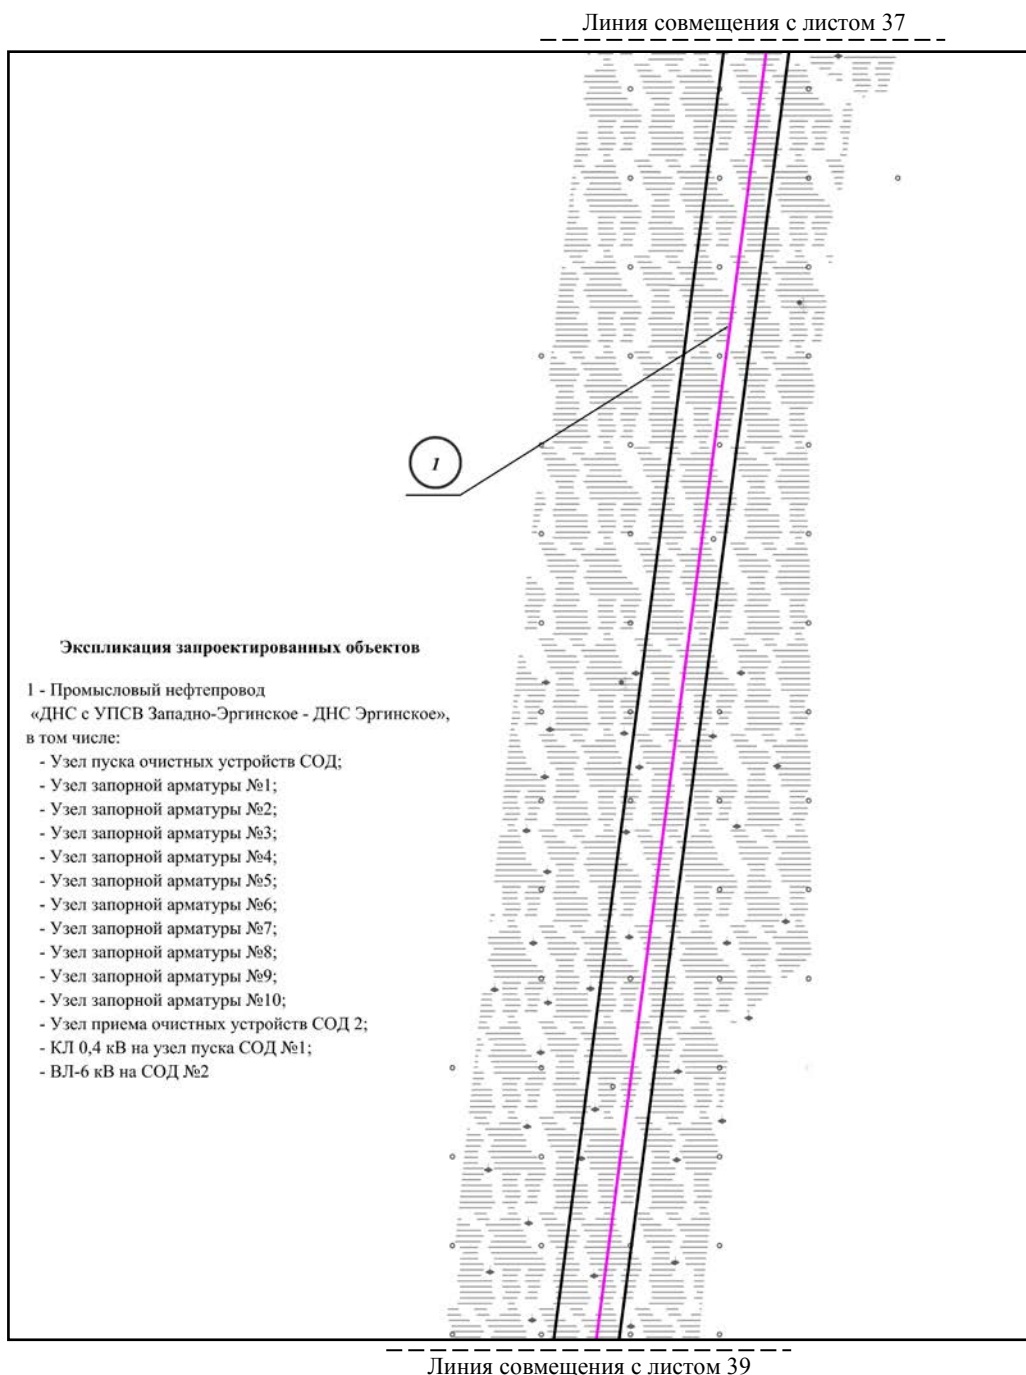 Линия совмещения с листом 37
1
Экспликация запроектированных объектов
1 - Промысловый нефтепровод
«ДНС с УПСВ Западно-Эргинское - ДНС Эргинское»,
в том числе:
- Узел пуска очистных устройств СОД;
- Узел запорной арматуры №1;
- Узел запорной арматуры №2;
- Узел запорной арматуры №3;
- Узел запорной арматуры №4;
- Узел запорной арматуры №5;
- Узел запорной арматуры №6;
- Узел запорной арматуры №7;
- Узел запорной арматуры №8;
- Узел запорной арматуры №9;
- Узел запорной арматуры №10;
- Узел приема очистных устройств СОД 2;
- КЛ 0,4 кВ на узел пуска СОД №1;
- ВЛ-6 кВ на СОД №2
Линия совмещения с листом 39